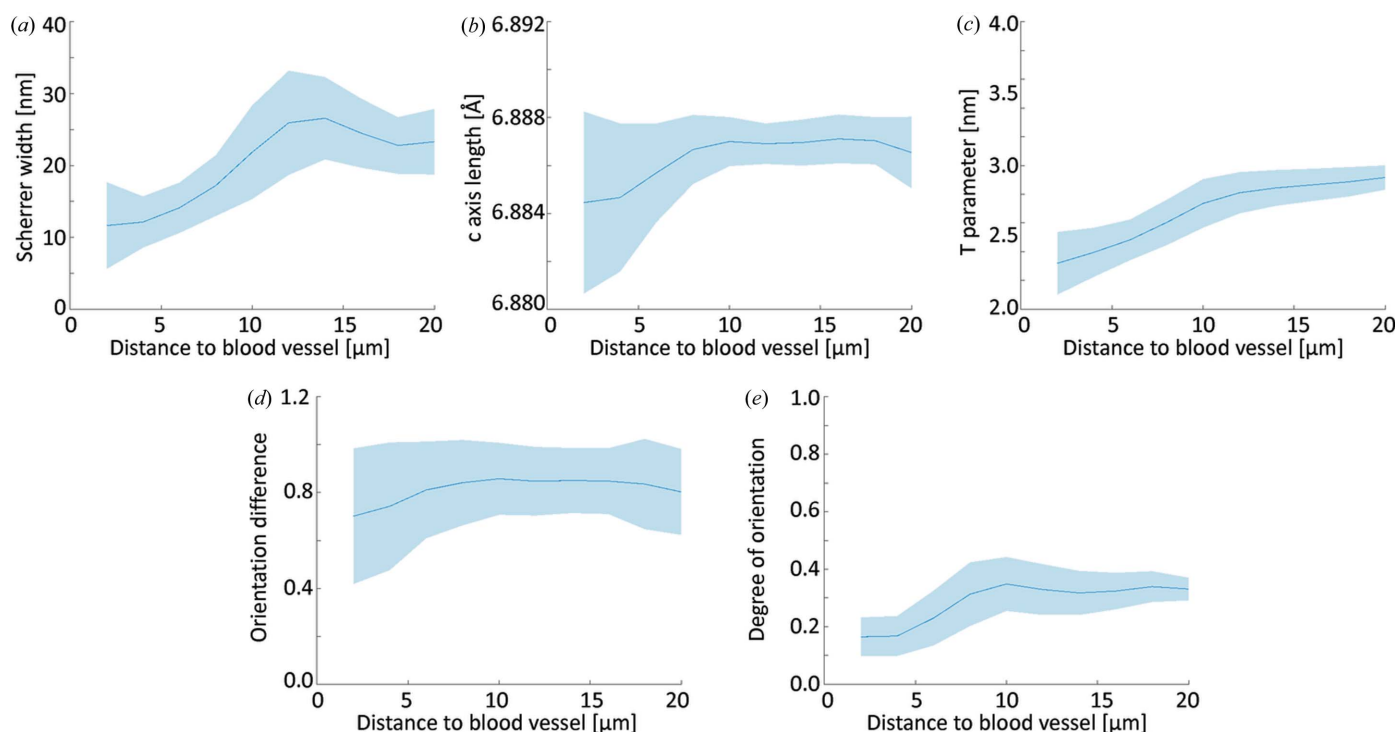 (a)
40
30
20
10
0
Scherrer width [nm]
0 5 10 15 20
Distance to blood vessel [µm]
(b)
6.892
6.888
6.884
6.880
c axis length [Å]
0 5 10 15 20
Distance to blood vessel [µm]
(c)
4.0
3.5
3.0
2.5
2.0
T parameter [nm]
0 5 10 15 20
Distance to blood vessel [µm]
(d)
1.2
0.8
0.4
0.0
Orientation difference
0 5 10 15 20
Distance to blood vessel [µm]
(e)
1.0
0.8
0.6
0.4
0.2
0.0
Degree of orientation
0 5 10 15 20
Distance to blood vessel [µm]